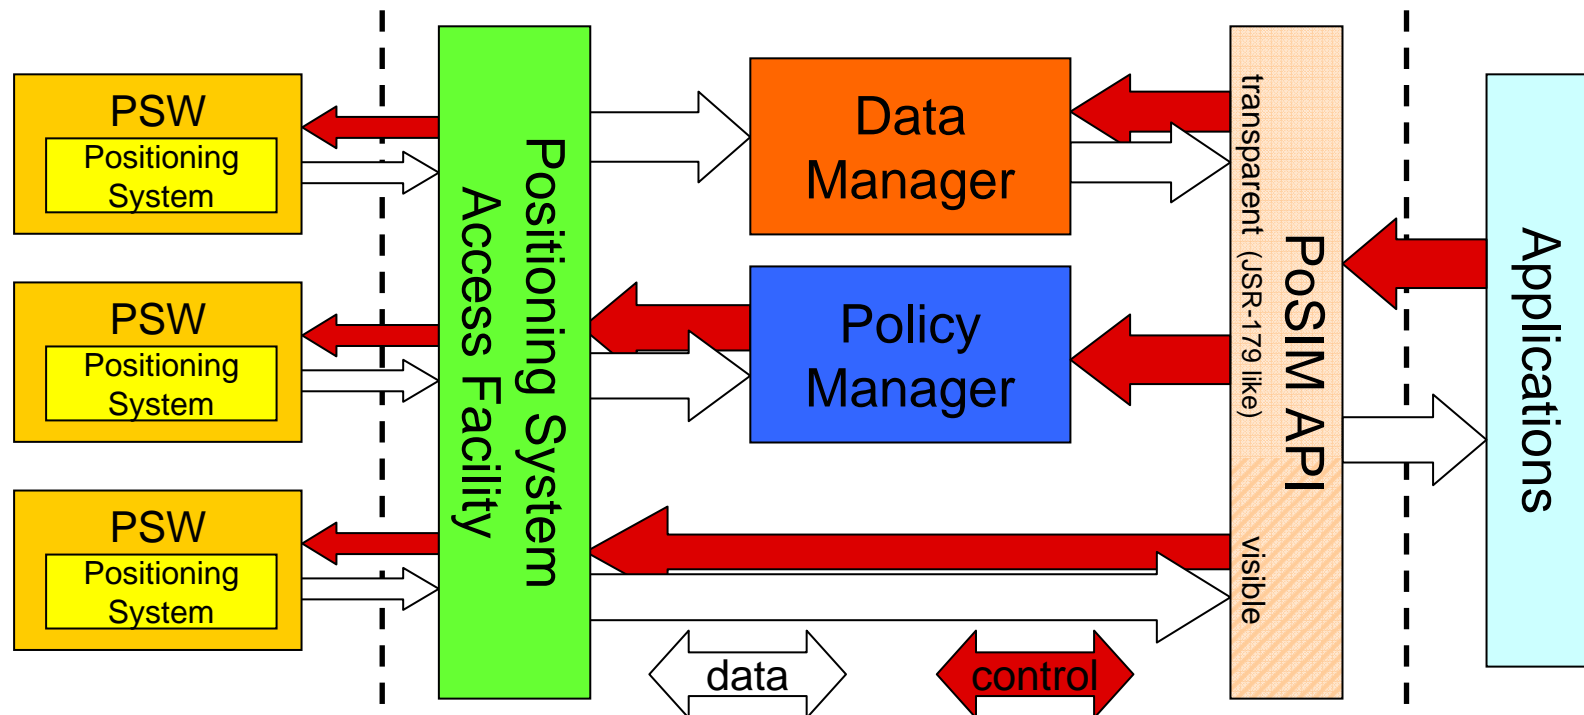 PSW
Positioning
System
PSW
Positioning
System
PSW
Positioning
System
Positioning System
Access Facility
Data
Manager
Policy
Manager
data
control
transparent (JSR-179 like)
visible
PoSIM API
Applications